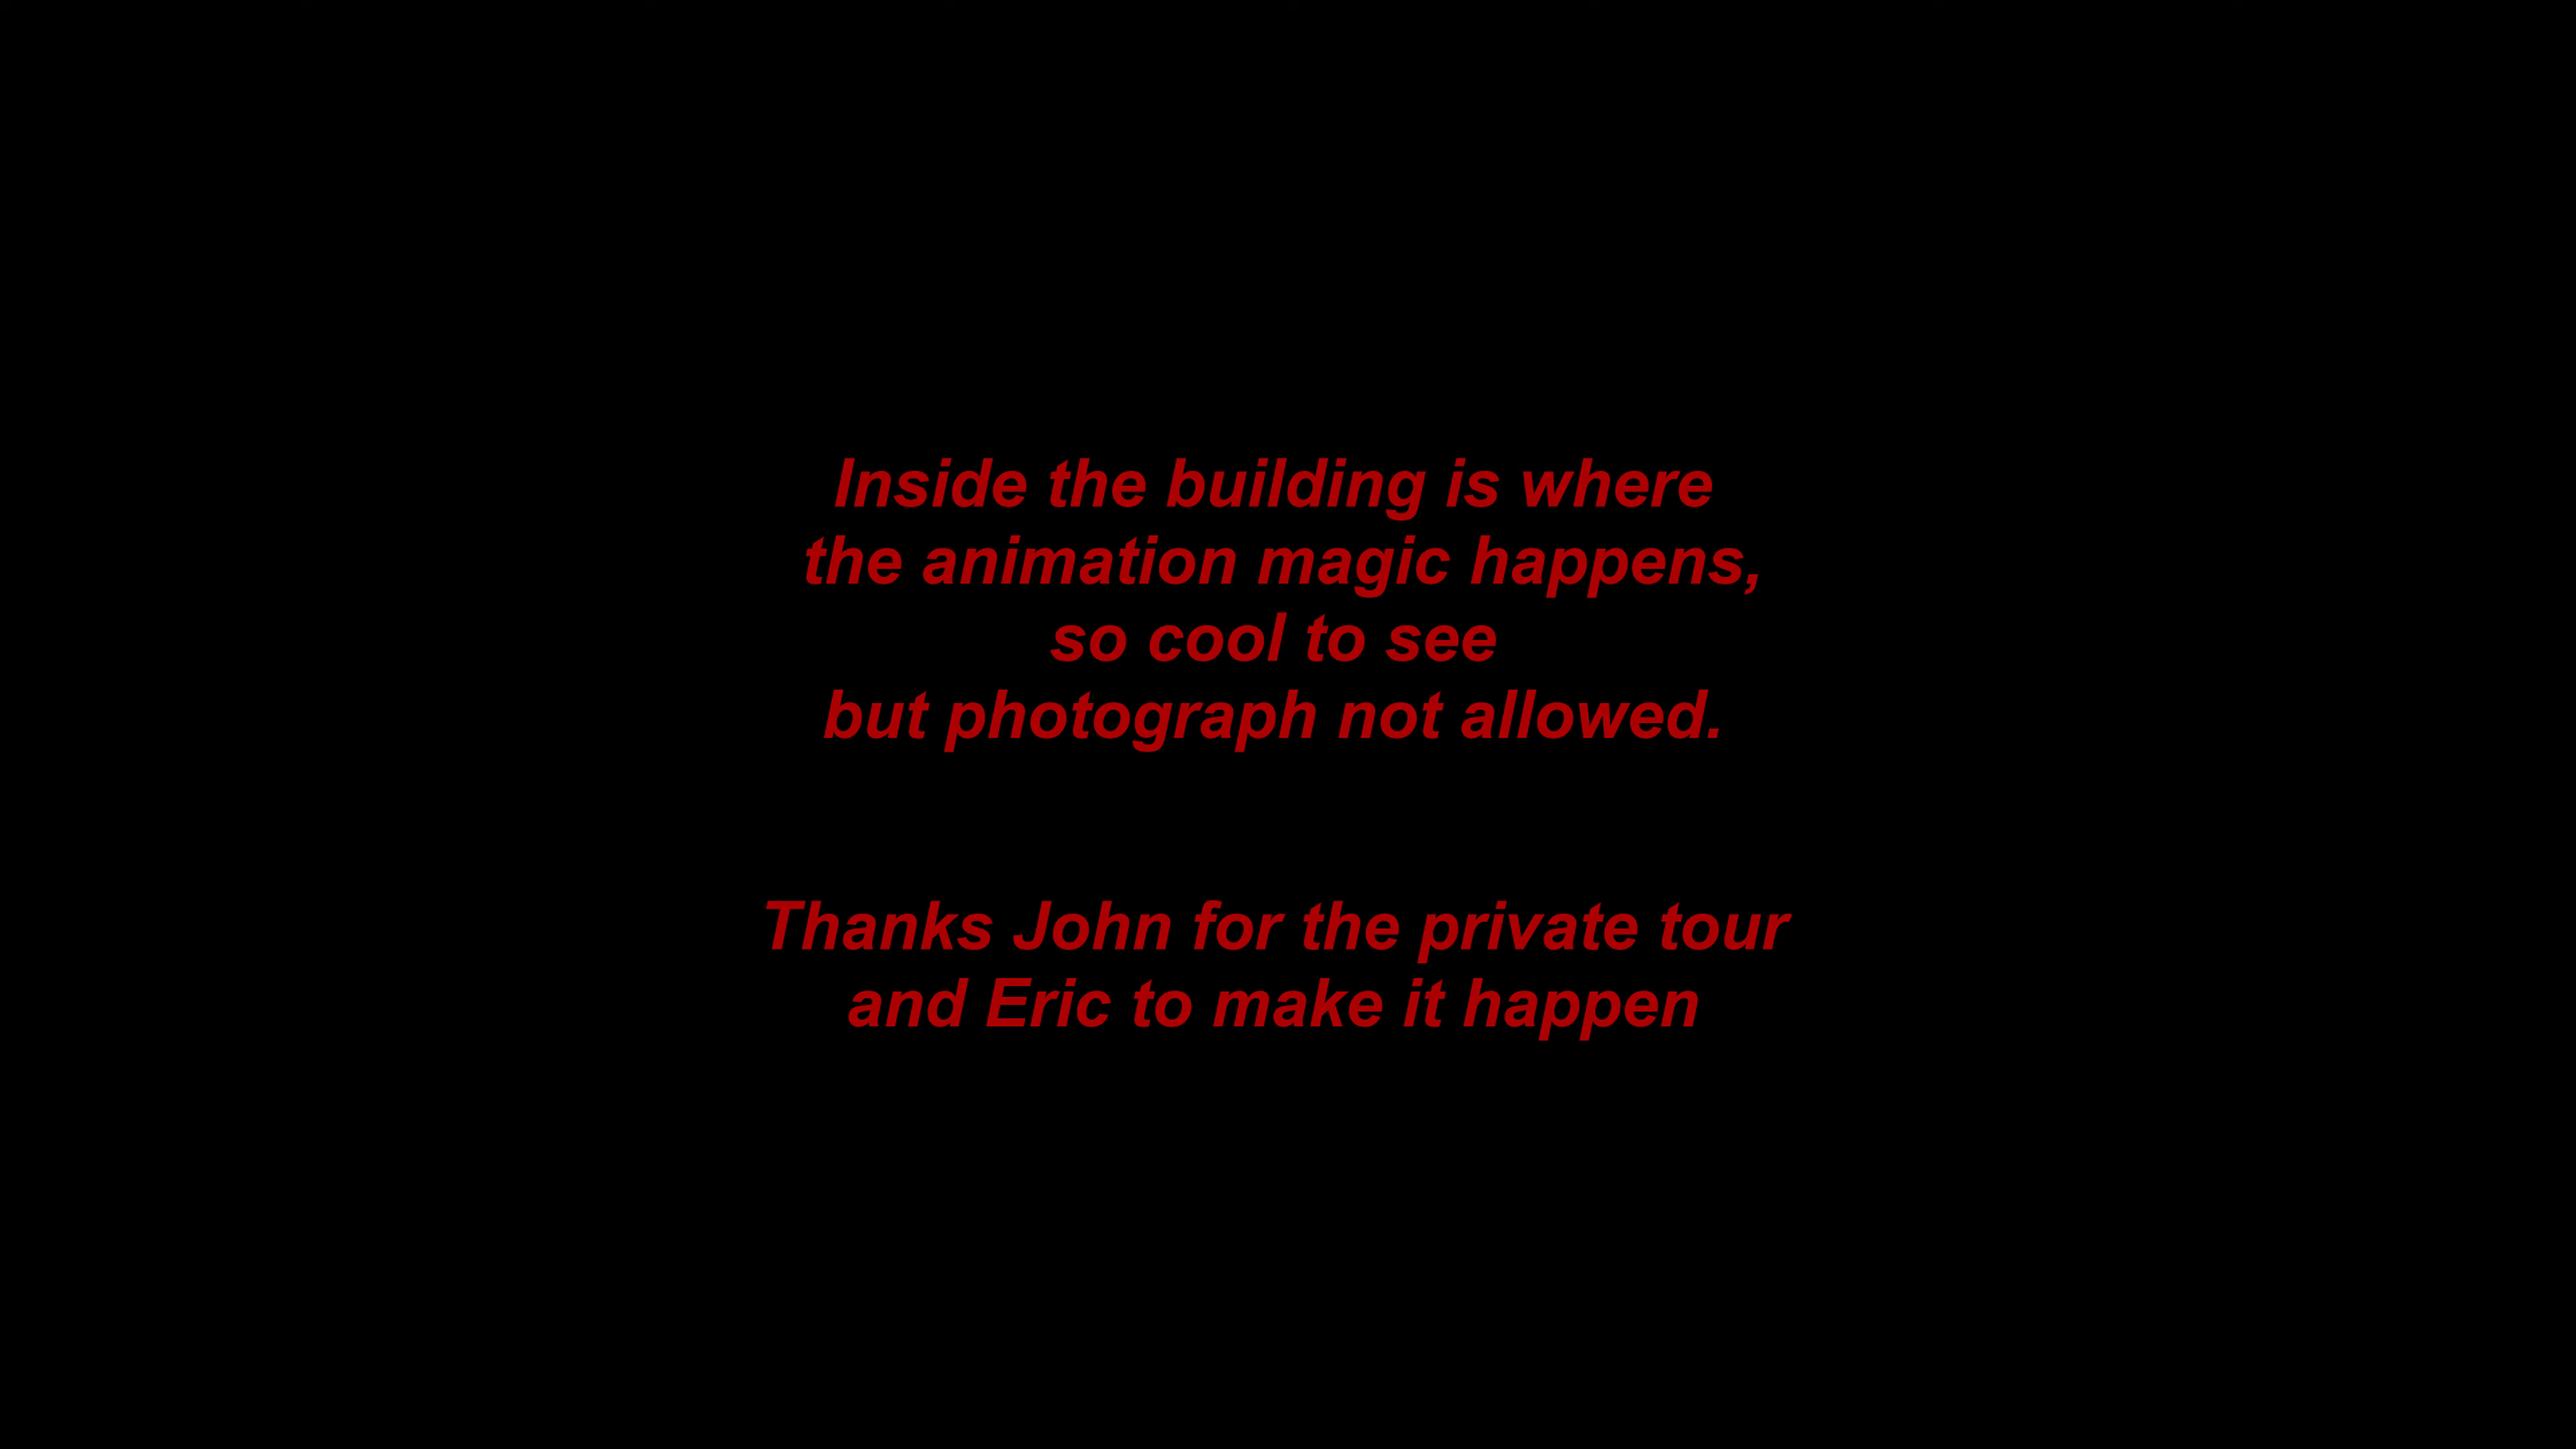 Inside the building is where
the animation magic happens,
so cool to see
but photograph not allowed.
Thanks John for the private tour
and Eric to make it happen